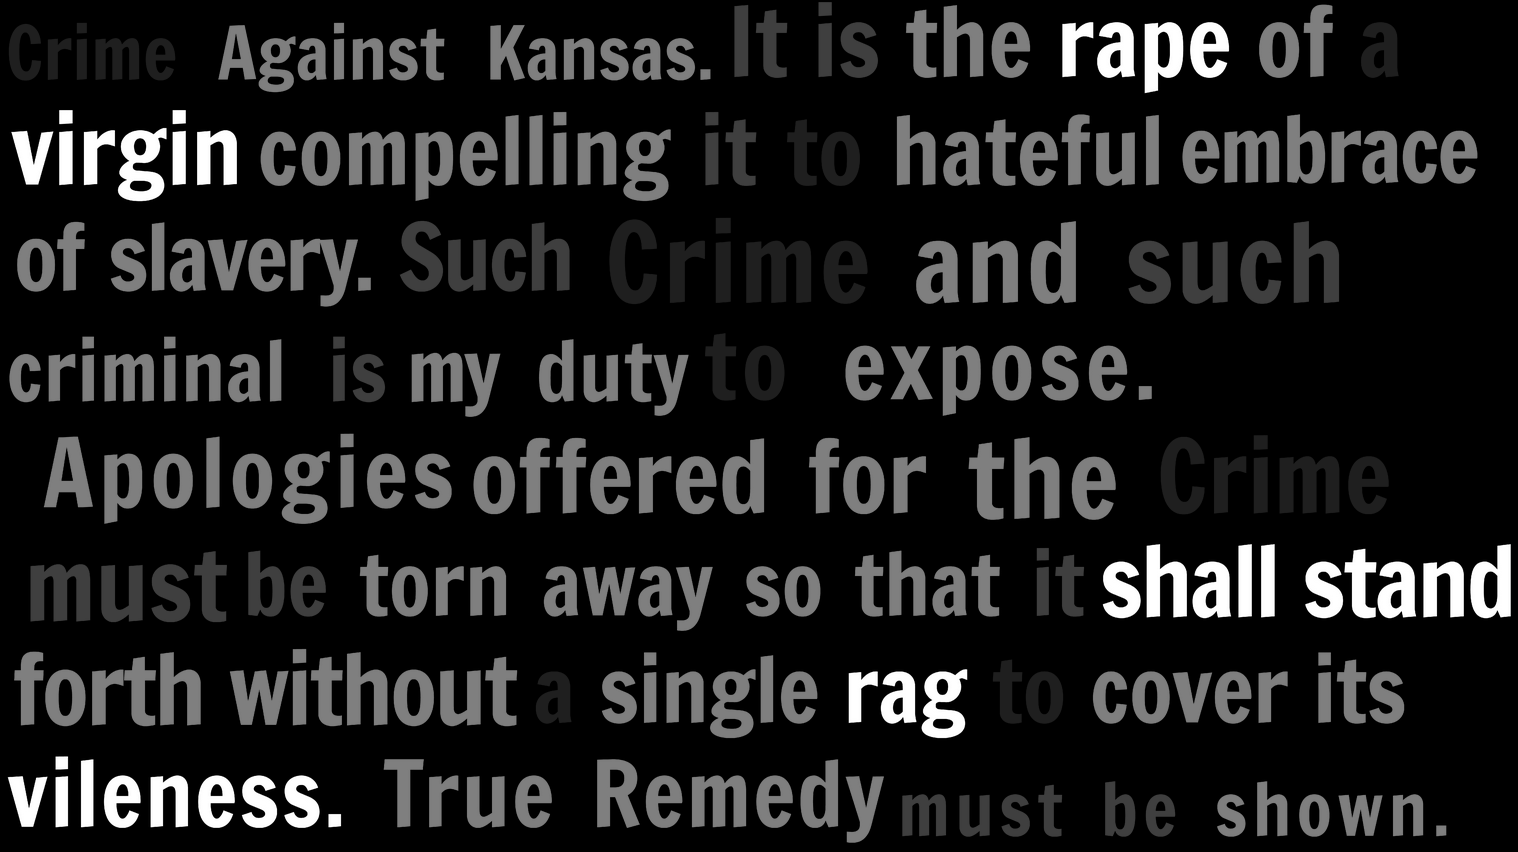 Crime Against Kansas. It is the rape of a
virgin compelling it to hateful embrace
of slavery. Such Crime and such
criminal is my duty to expose.
Apologies offered for the Crime
must be torn away so that it shall stand
forth without a single rag to cover its
vileness. True Remedy must be shown.